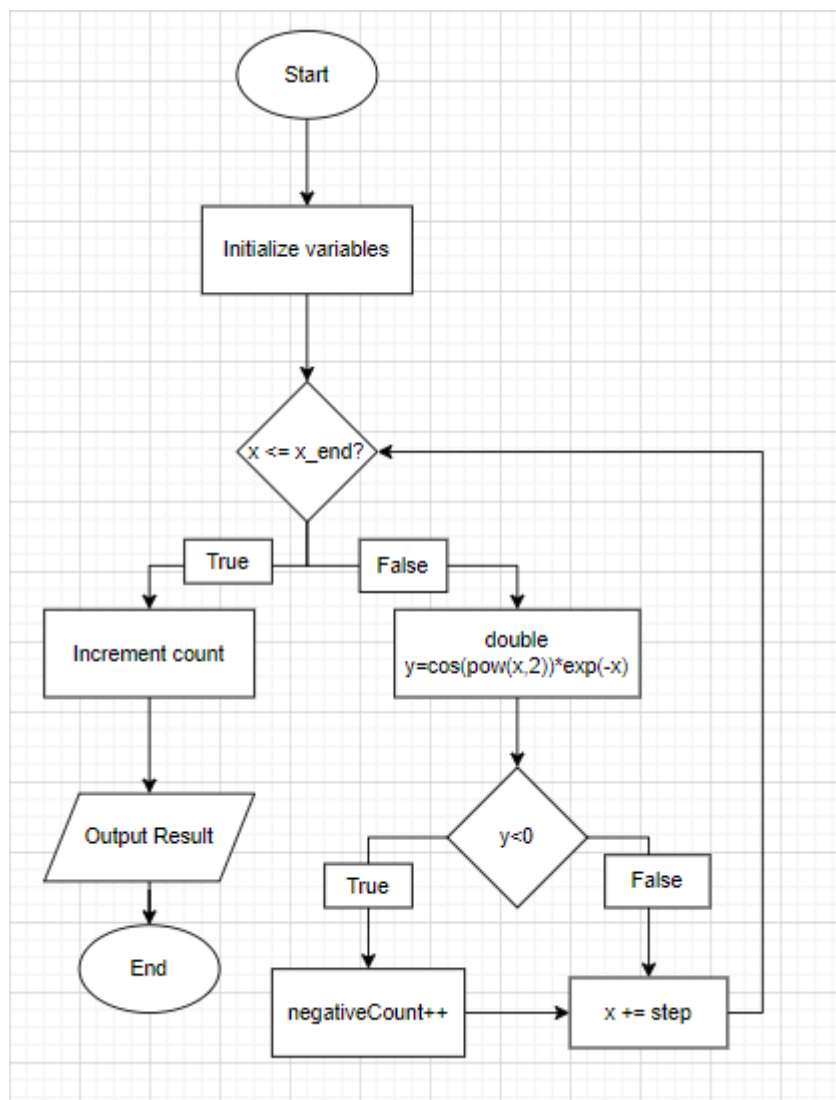 Start
Initialize variables
x <= x_end?
True
False
Increment count
double
y=cos(pow(x,2))*exp(-x)
Output Result
y<0
True
False
End
negativeCount++
x += step